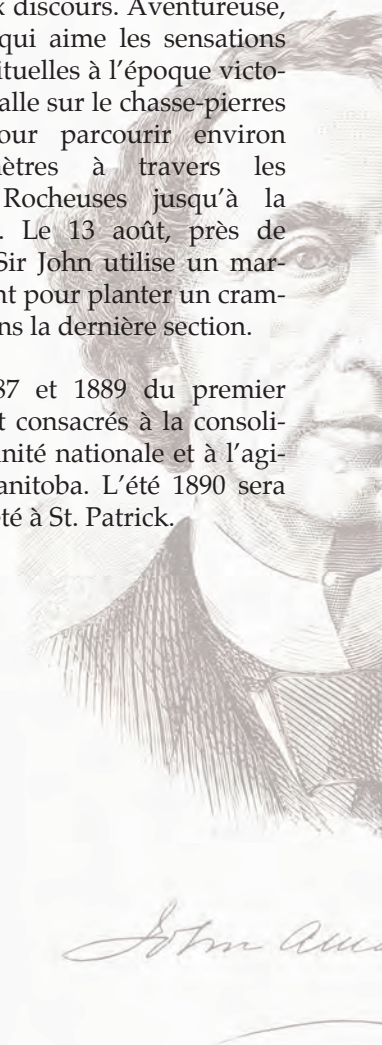 x discours. Aventureuse,
qui aime les sensations
ituelles à l'époque victo-
alle sur le chasse-pierres
our parcourir environ
ètres à travers les
Rocheuses jusqu'à la
. Le 13 août, près de
Sir John utilise un mar-
nt pour planter un cram-
ns la dernière section.
37 et 1889 du premier
t consacrés à la consoli-
nité nationale et à l'agi-
anitoba. L'été 1890 sera
été à St. Patrick.
John